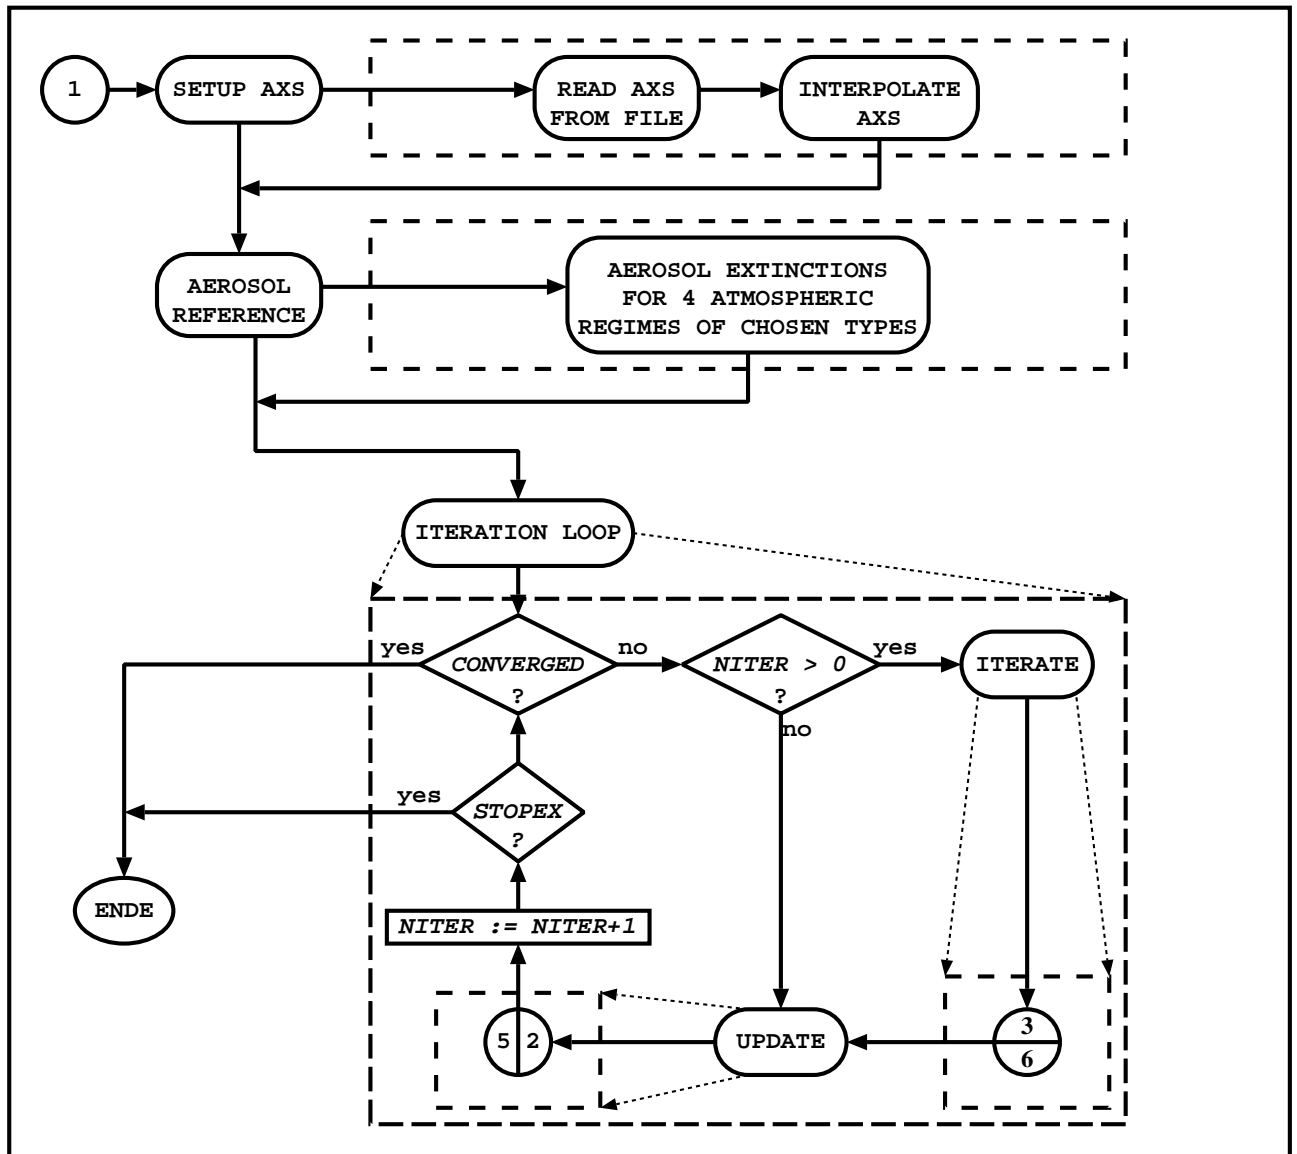 1
SETUP AXS
READ AXS
FROM FILE
INTERPOLATE
AXS
AEROSOL
REFERENCE
AEROSOL EXTINCTIONS
FOR 4 ATMOSPHERIC
REGIMES OF CHOSEN TYPES
ITERATION LOOP
yes
CONVERGED
?
no
NITER > 0
?
yes
ITERATE
no
yes
STOPEX
?
ENDE
NITER := NITER+1
5 2
UPDATE
3
6